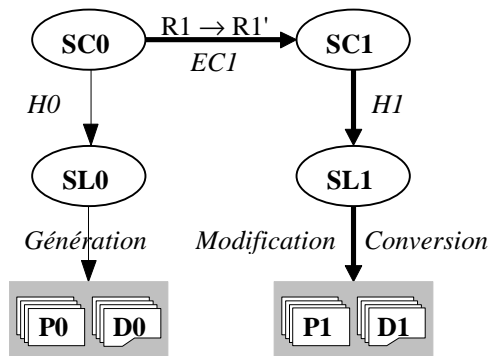 SC0 R1 → R1' SC1
EC1
H0 H1
SL0 SL1
Génération Modification Conversion
P0 D0 P1 D1